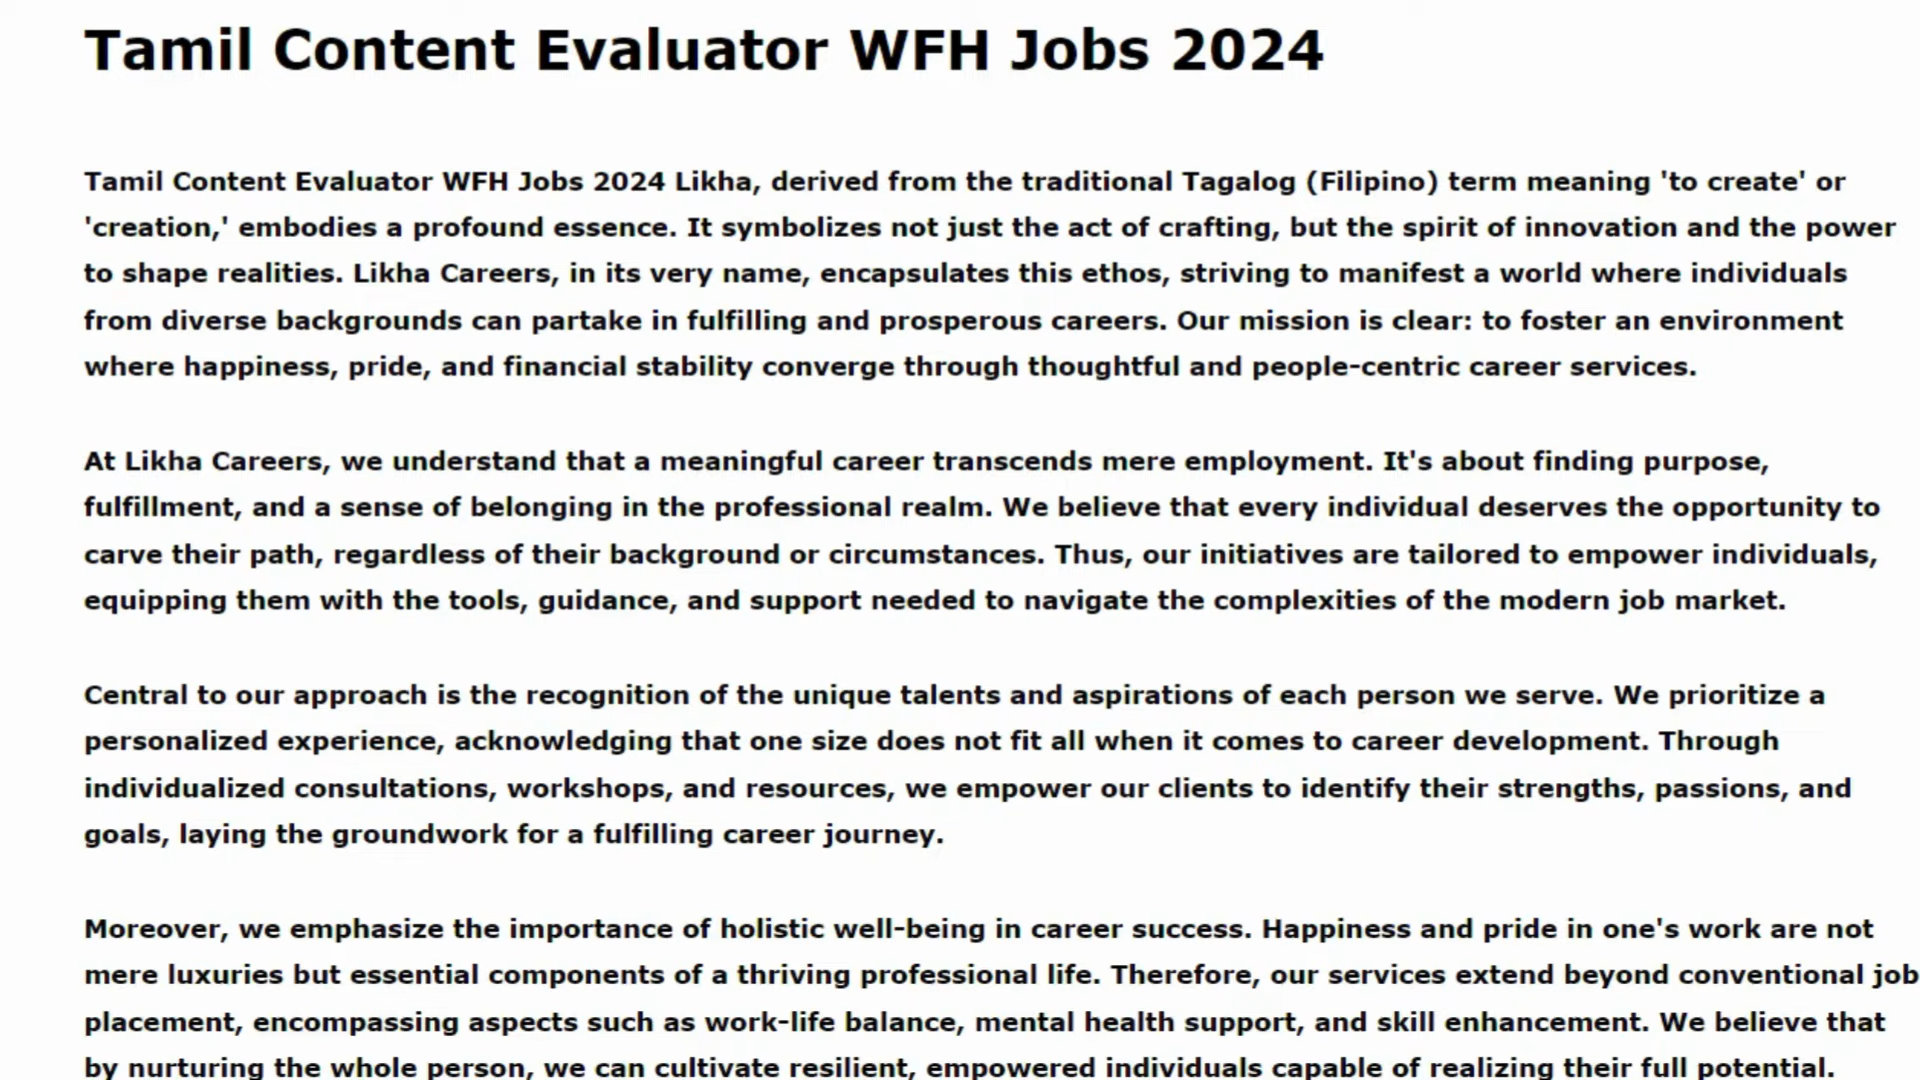 Tamil Content Evaluator WFH Jobs 2024
Tamil Content Evaluator WFH Jobs 2024 Likha, derived from the traditional Tagalog (Filipino) term meaning 'to create' or
'creation,' embodies a profound essence. It symbolizes not just the act of crafting, but the spirit of innovation and the power
to shape realities. Likha Careers, in its very name, encapsulates this ethos, striving to manifest a world where individuals
from diverse backgrounds can partake in fulfilling and prosperous careers. Our mission is clear: to foster an environment
where happiness, pride, and financial stability converge through thoughtful and people-centric career services.
At Likha Careers, we understand that a meaningful career transcends mere employment. It's about finding purpose,
fulfillment, and a sense of belonging in the professional realm. We believe that every individual deserves the opportunity to
carve their path, regardless of their background or circumstances. Thus, our initiatives are tailored to empower individuals,
equipping them with the tools, guidance, and support needed to navigate the complexities of the modern job market.
Central to our approach is the recognition of the unique talents and aspirations of each person we serve. We prioritize a
personalized experience, acknowledging that one size does not fit all when it comes to career development. Through
individualized consultations, workshops, and resources, we empower our clients to identify their strengths, passions, and
goals, laying the groundwork for a fulfilling career journey.
Moreover, we emphasize the importance of holistic well-being in career success. Happiness and pride in one's work are not
mere luxuries but essential components of a thriving professional life. Therefore, our services extend beyond conventional job
placement, encompassing aspects such as work-life balance, mental health support, and skill enhancement. We believe that
by nurturing the whole person, we can cultivate resilient, empowered individuals capable of realizing their full potential.